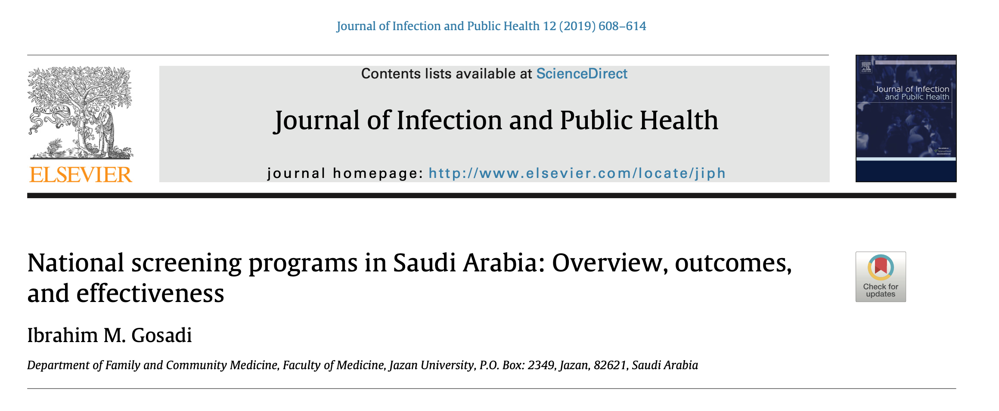 Journal of Infection and Public Health 12 (2019) 608–614
Contents lists available at ScienceDirect
Journal of Infection and Public Health
journal homepage: http://www.elsevier.com/locate/jiph
NON SOLUS
ELSEVIER
ELSEVIER
Journal of Infection
and Public Health
ScienceDirect
National screening programs in Saudi Arabia: Overview, outcomes,
and effectiveness
Check for
updates
Ibrahim M. Gosadi
Department of Family and Community Medicine, Faculty of Medicine, Jazan University, P.O. Box: 2349, Jazan, 82621, Saudi Arabia